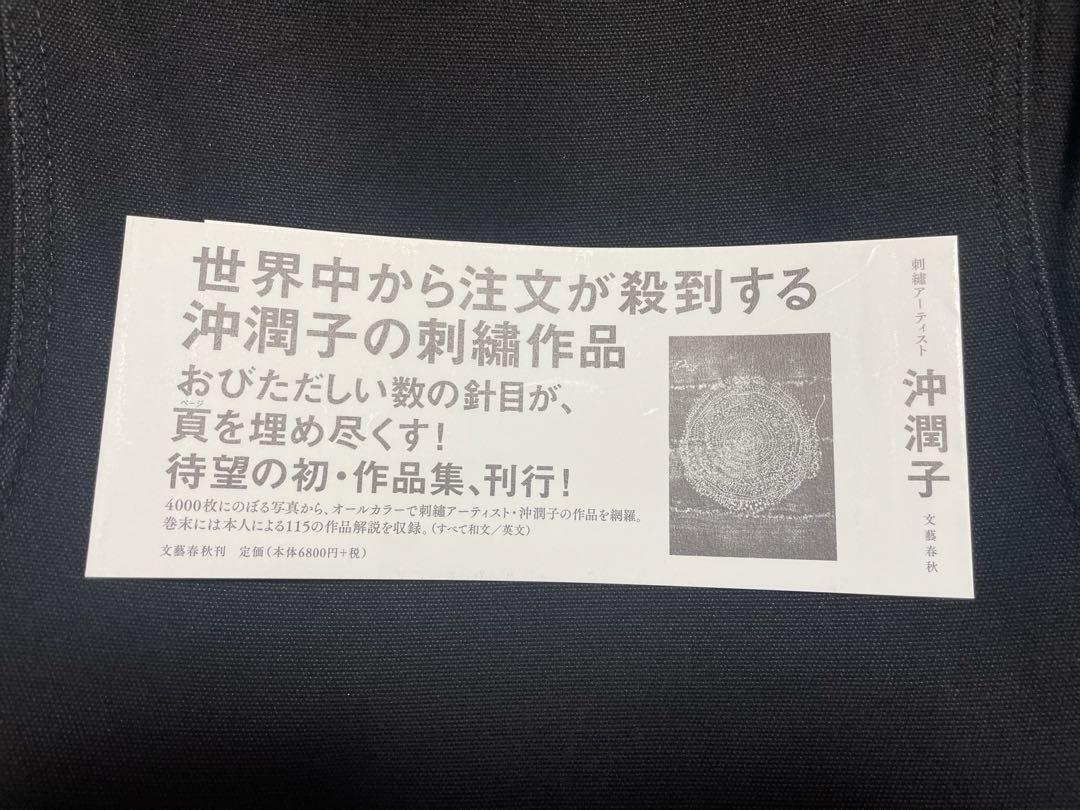 世界中から注文が殺到する
沖潤子の刺繡作品
おびただしい数の針目が、
頁を埋め尽くす!
ページ
待望の初・作品集、刊行!
4000枚にのぼる写真から、オールカラーで刺繡アーティスト・沖潤子の作品を網羅。
巻末には本人による115の作品解説を収録。(すべて和文/英文)
文藝春秋刊 定価(本体6800円+税)
刺繡アーティスト 沖潤子
文藝春秋